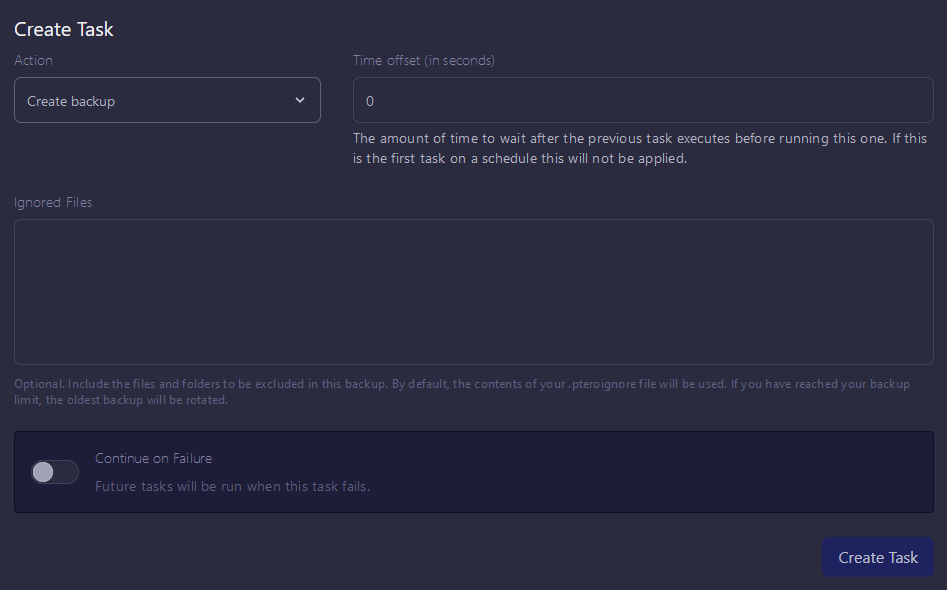 Create Task
Action
Time offset (in seconds)
Create backup
0
The amount of time to wait after the previous task executes before running this one. If this
is the first task on a schedule this will not be applied.
Ignored Files
Optional. Include the files and folders to be excluded in this backup. By default, the contents of your .pteroignore file will be used. If you have reached your backup
limit, the oldest backup will be rotated.
Continue on Failure
Future tasks will be run when this task fails.
Create Task